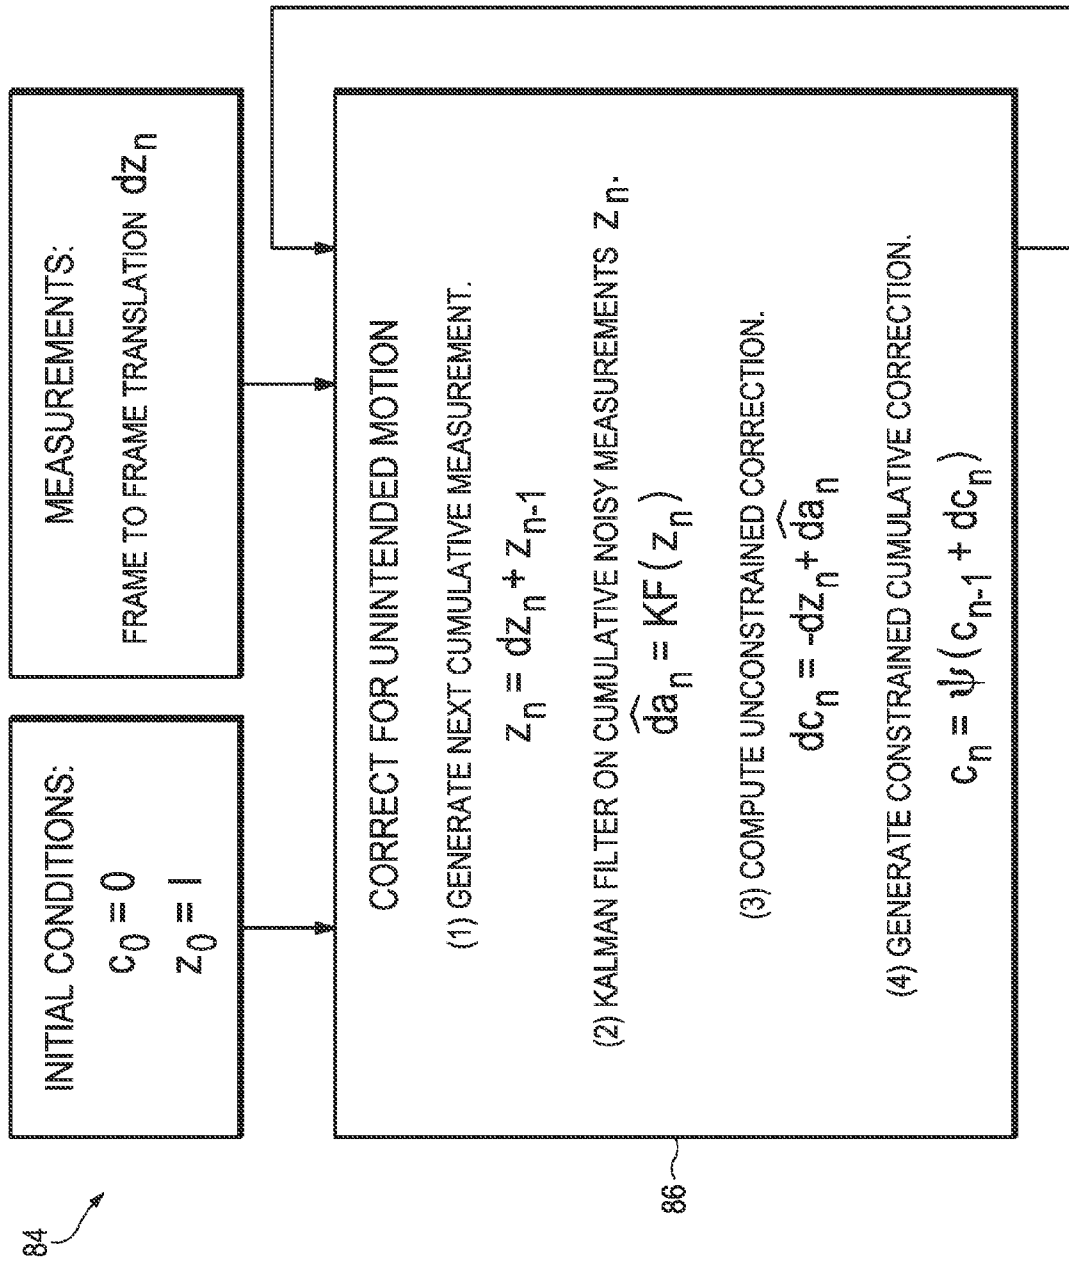 84
INITIAL CONDITIONS:
c₀ = 0
z₀ = I
MEASUREMENTS:
FRAME TO FRAME TRANSLATION dzₙ
CORRECT FOR UNINTENDED MOTION
(1) GENERATE NEXT CUMULATIVE MEASUREMENT.
zₙ = dzₙ + zₙ₋₁
(2) KALMAN FILTER ON CUMULATIVE NOISY MEASUREMENTS zₙ.
d̂aₙ = KF(zₙ)
(3) COMPUTE UNCONSTRAINED CORRECTION.
dcₙ = -dzₙ + d̂aₙ
(4) GENERATE CONSTRAINED CUMULATIVE CORRECTION.
cₙ = ψ(cₙ₋₁ + dcₙ)
86